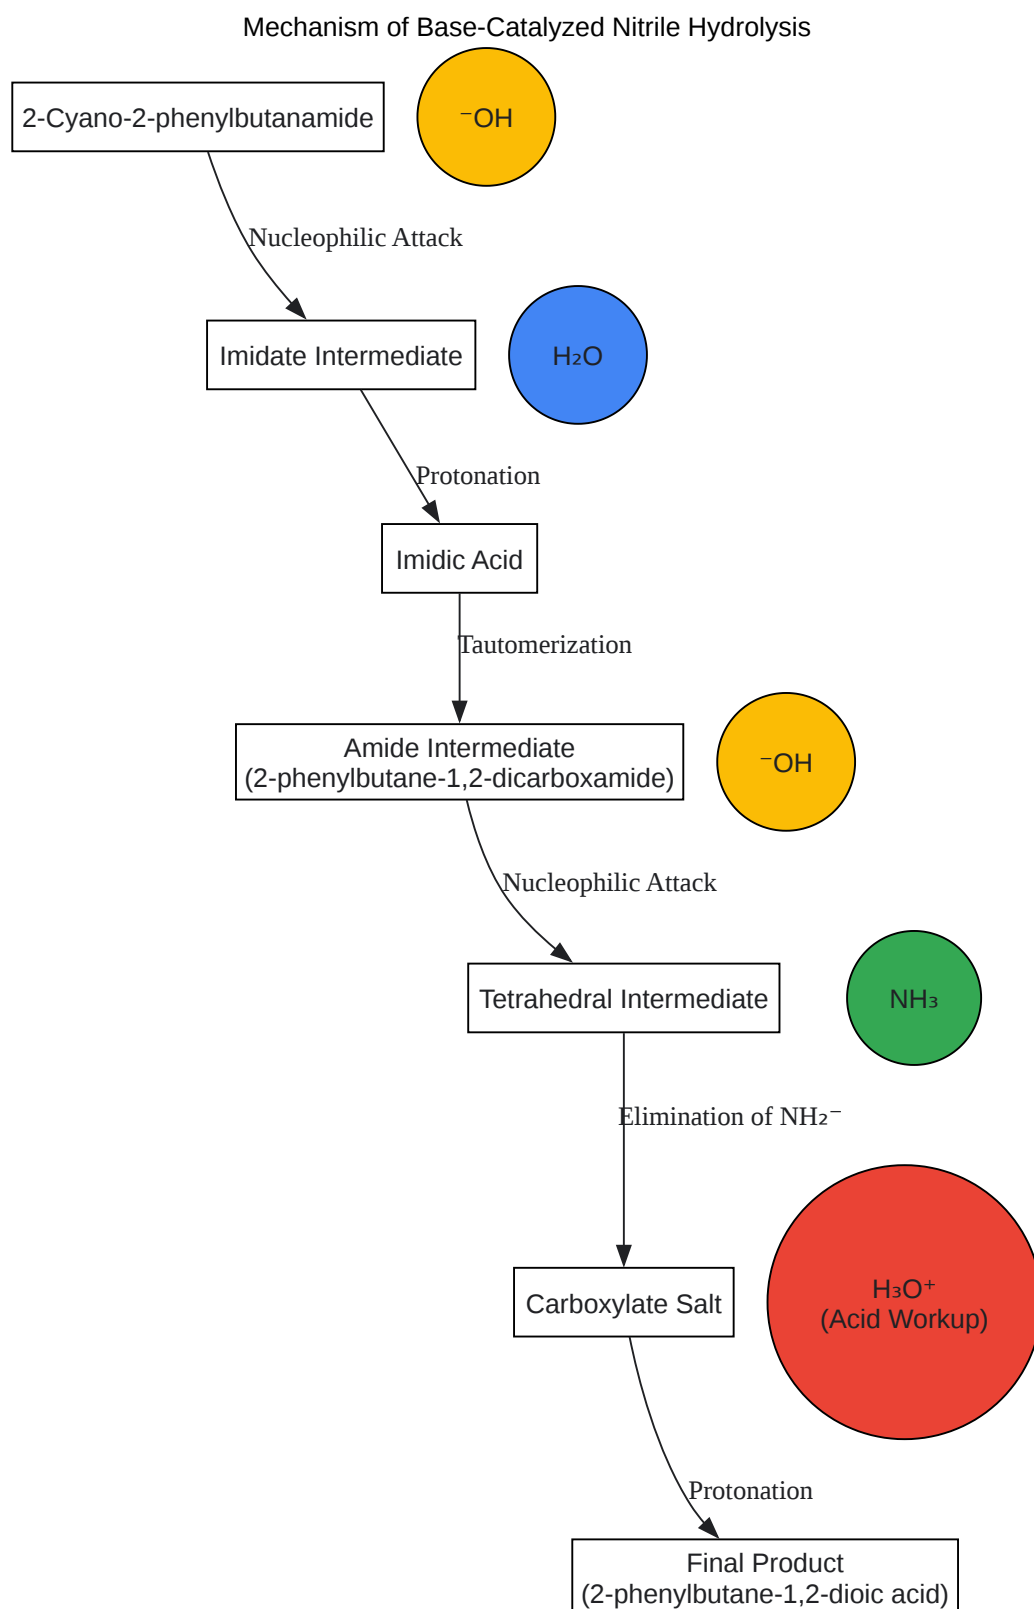 Mechanism of Base-Catalyzed Nitrile Hydrolysis
2-Cyano-2-phenylbutanamide
⁻OH
Nucleophilic Attack
Imidate Intermediate
H₂O
Protonation
Imidic Acid
Tautomerization
Amide Intermediate
(2-phenylbutane-1,2-dicarboxamide)
⁻OH
Nucleophilic Attack
Tetrahedral Intermediate
NH₃
Elimination of NH₂⁻
Carboxylate Salt
H₃O⁺
(Acid Workup)
Protonation
Final Product
(2-phenylbutane-1,2-dioic acid)